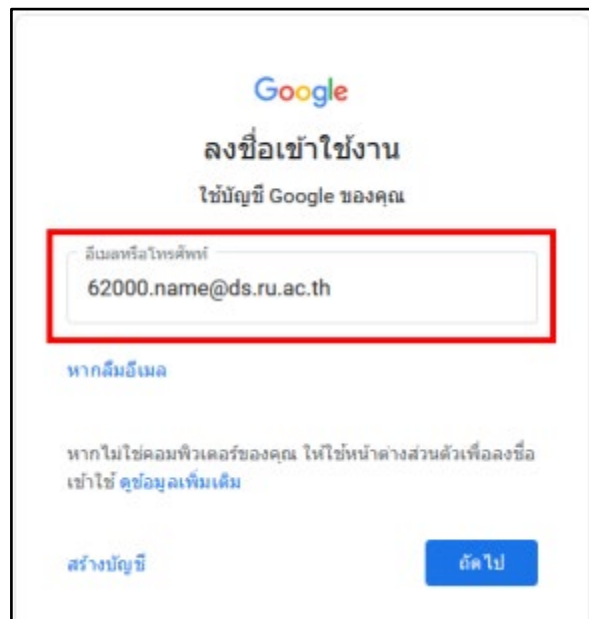 Google
ลงชื่อเข้าใช้งาน
ใช้บัญชี Google ของคุณ
อีเมลหรือโทรศัพท์
62000.name@ds.ru.ac.th
หากลืมอีเมล
หากไม่ใช่คอมพิวเตอร์ของคุณ ให้ใช้หน้าต่างส่วนตัวเพื่อลงชื่อ
เข้าใช้ ดูข้อมูลเพิ่มเติม
สร้างบัญชี
ถัดไป